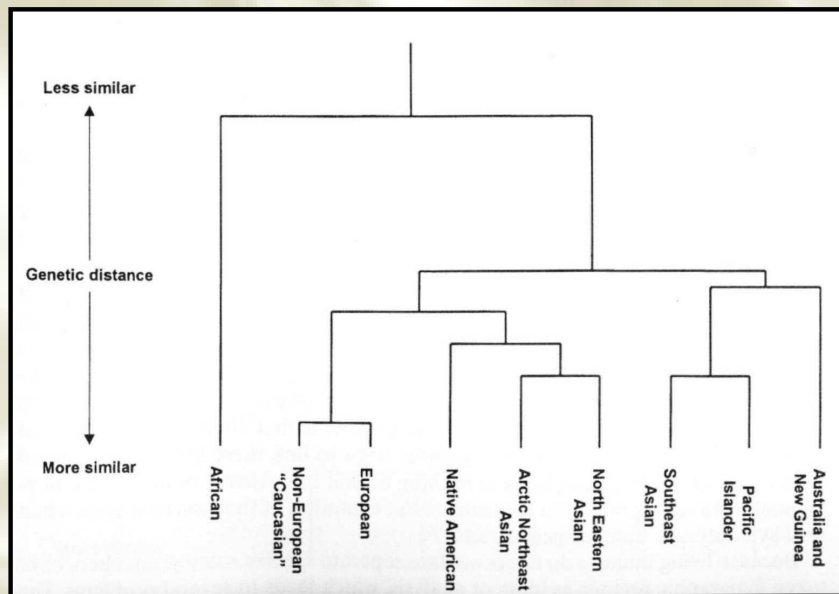 Less similar
Genetic distance
More similar
African
Non-European
"Caucasian"
European
Native American
Arctic Northeast
Asian
North Eastern
Asian
Southeast
Asian
Pacific
Islander
Australia and
New Guinea